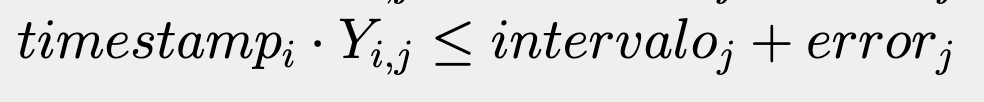 timestamp_i · Y_{i,j} ≤ intervalo_j + error_j